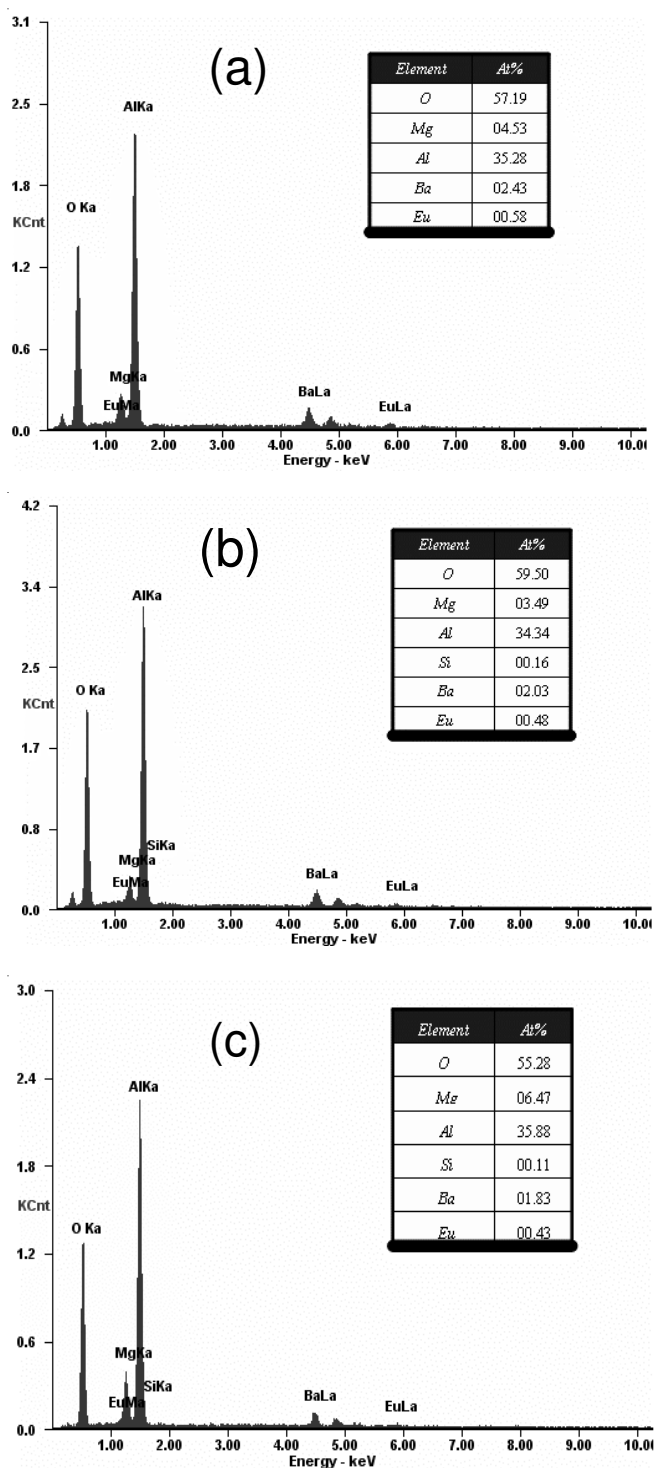 3.1
(a)
Element At%
O 57.19
Mg 04.53
Al 35.28
Ba 02.43
Eu 00.58
2.5
AlKa
1.8
O Ka
KCnt
1.2
0.6
MgKa
EuMa
BaLa
EuLa
0.0
1.00 2.00 3.00 4.00 5.00 6.00 7.00 8.00 9.00 10.0
Energy - keV
4.2
(b)
Element At%
O 59.50
Mg 03.49
Al 34.34
Si 00.16
Ba 02.03
Eu 00.48
3.4
AlKa
2.5
O Ka
KCnt
1.7
0.8
SiKa
MgKa
EuMa
BaLa
EuLa
0.0
1.00 2.00 3.00 4.00 5.00 6.00 7.00 8.00 9.00 10.0
Energy - keV
3.0
(c)
Element At%
O 55.28
Mg 06.47
Al 35.88
Si 00.11
Ba 01.83
Eu 00.43
2.4
AlKa
1.8
KCnt
O Ka
1.2
0.6
MgKa
SiKa
EuMa
BaLa
EuLa
0.0
1.00 2.00 3.00 4.00 5.00 6.00 7.00 8.00 9.00 10.0
Energy - keV